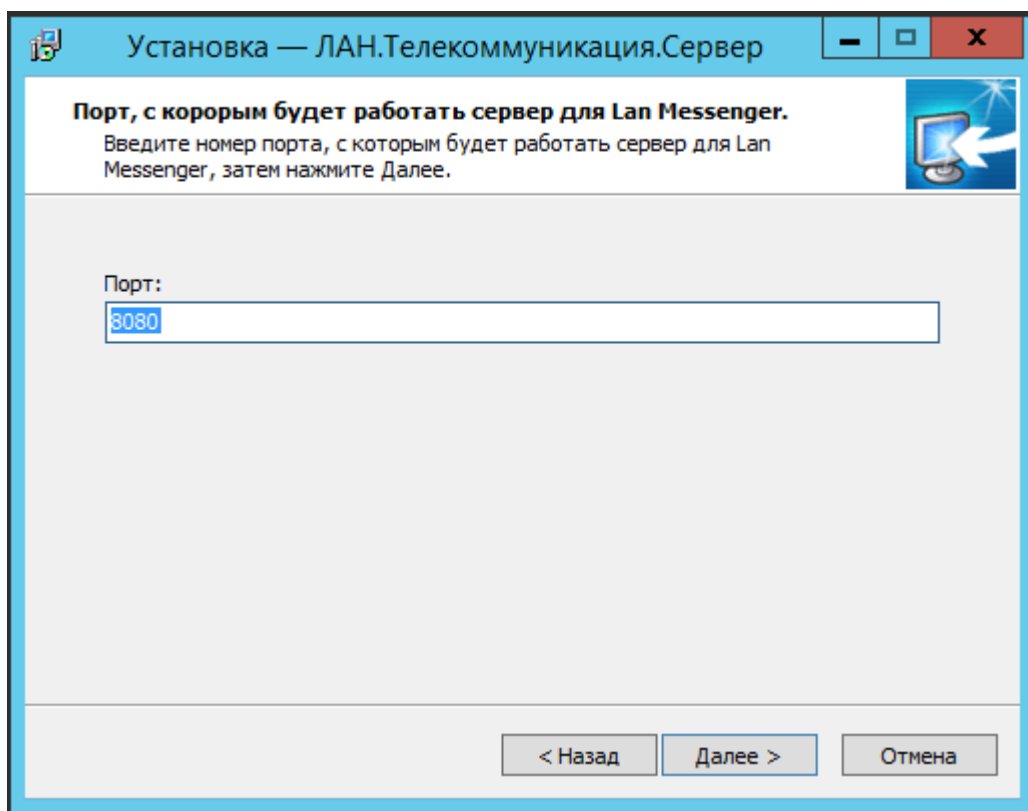 Установка — ЛАН.Телекоммуникация.Сервер
Порт, с корорым будет работать сервер для Lan Messenger.
Введите номер порта, с которым будет работать сервер для Lan
Messenger, затем нажмите Далее.
Порт:
8080
< Назад
Далее >
Отмена